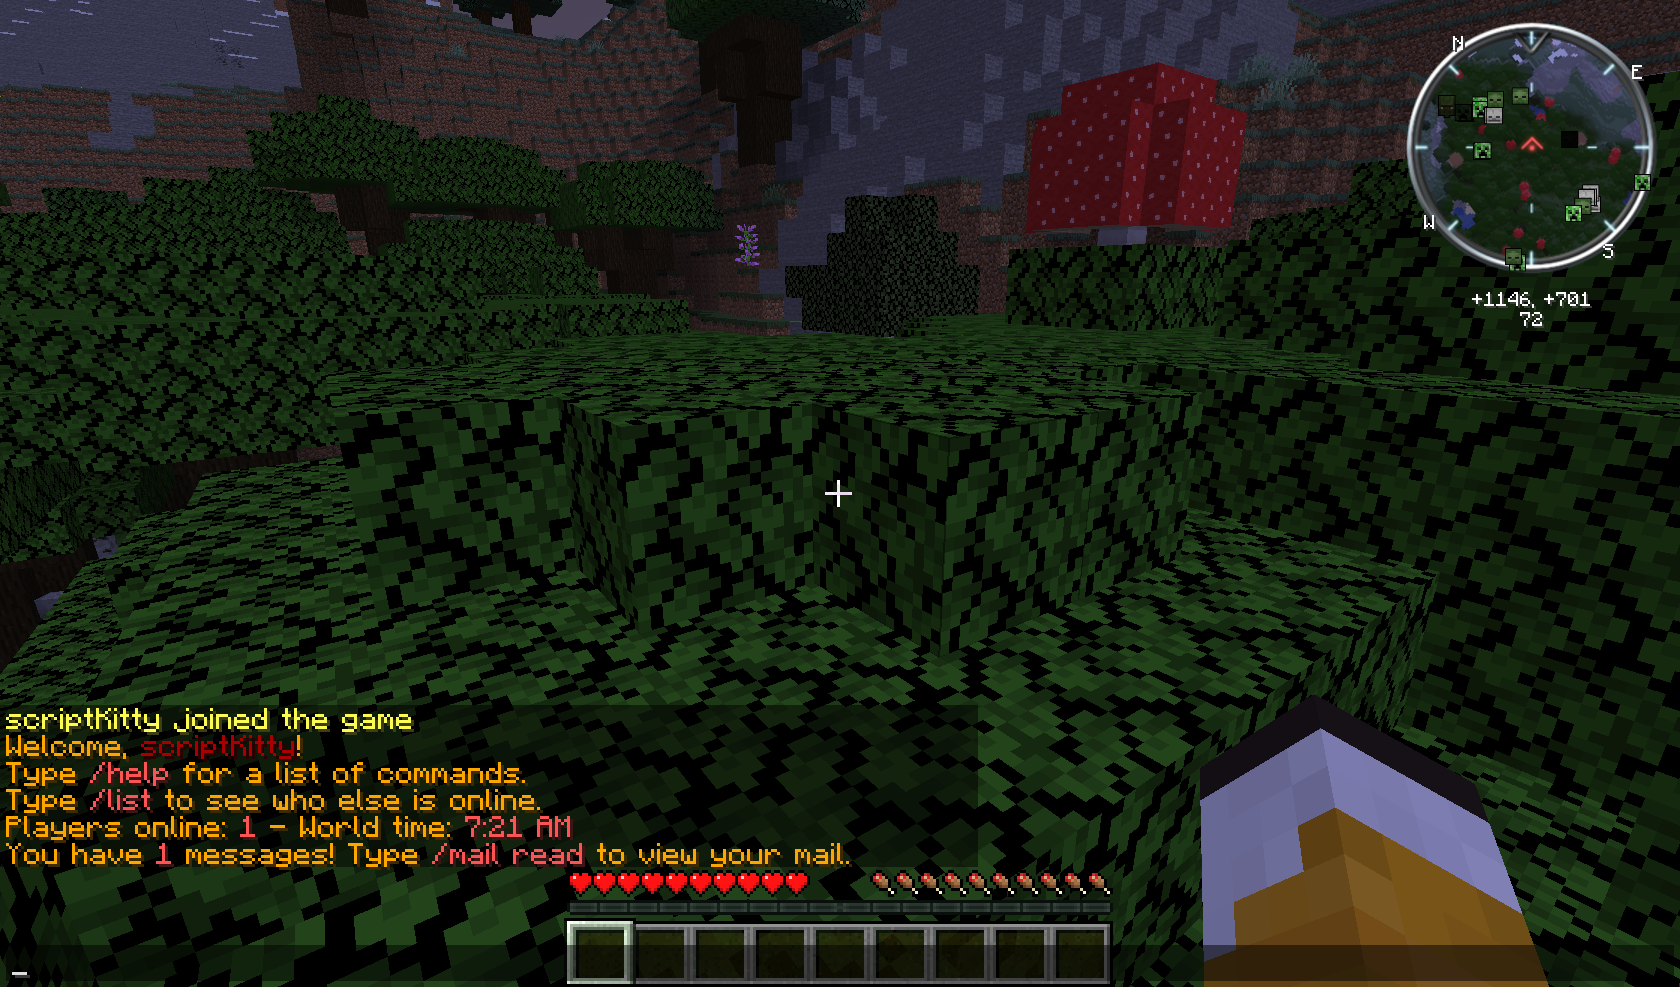 N
E
W
S
+1146, +701
72
scriptKitty joined the game
Welcome, scriptKitty!
Type /help for a list of commands.
Type /list to see who else is online.
Players online: 1 - World time: 7:21 AM
You have 1 messages! Type /mail read to view your mail.
_